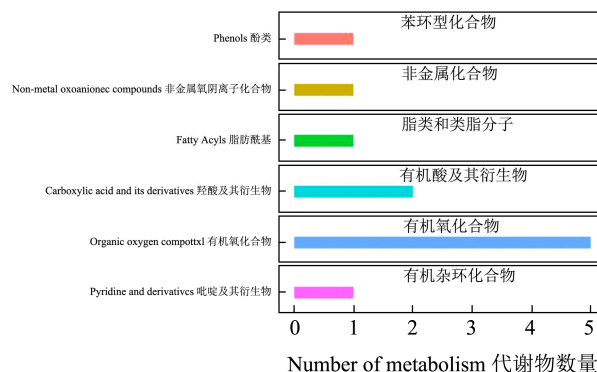 苯环型化合物
Phenols 酚类
非金属化合物
Non-metal oxoanionec compounds 非金属氧阴离子化合物
脂类和类脂分子
Fatty Acyls 脂肪酰基
有机酸及其衍生物
Carboxylic acid and its derivatives 羟酸及其衍生物
有机氧化合物
Organic oxygen compottxl 有机氧化合物
有机杂环化合物
Pyridine and derivativcs 吡啶及其衍生物
0 1 2 3 4 5
Number of metabolism 代谢物数量